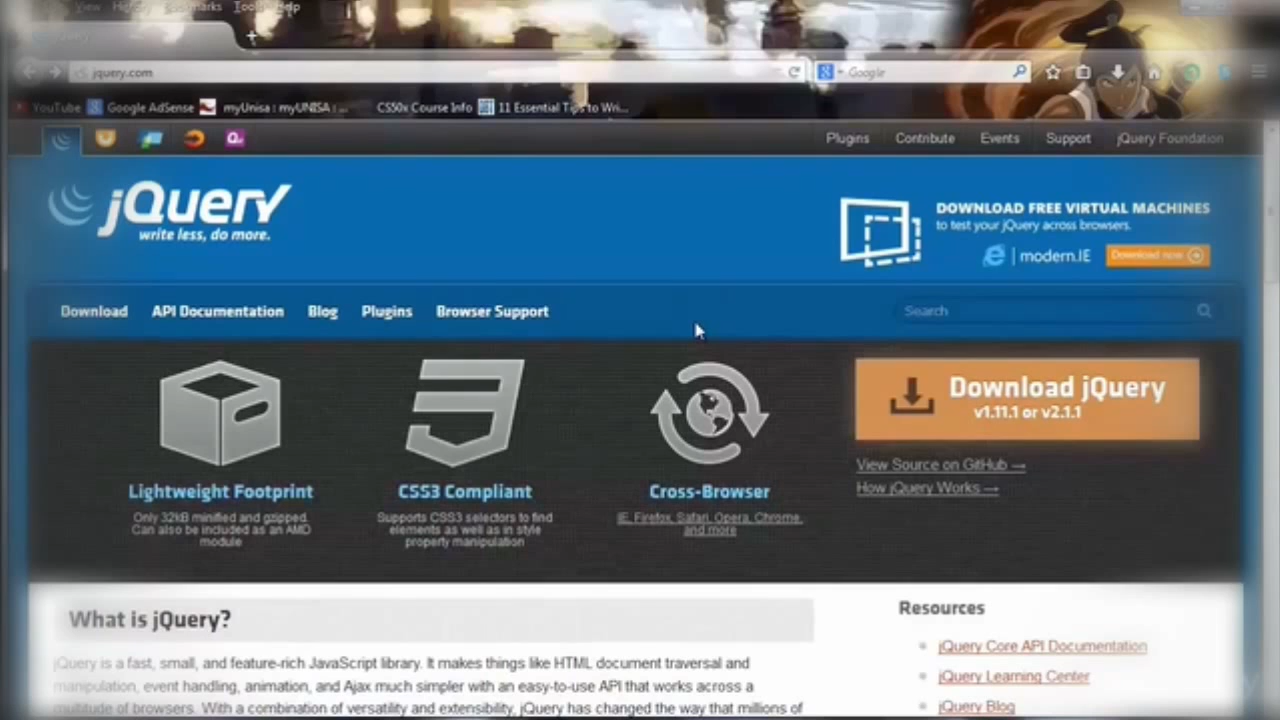 View History Bookmarks Tools Help
jQuery
jquery.com
Google
YouTube Google AdSense myUnisa : myUNISA : ... CS50x Course Info 11 Essential Tips to Wri...
Plugins Contribute Events Support jQuery Foundation
jQuery
write less, do more.
DOWNLOAD FREE VIRTUAL MACHINES
to test your jQuery across browsers.
modern.IE Download now
Download API Documentation Blog Plugins Browser Support Search
Download jQuery
v1.11.1 or v2.1.1
View Source on GitHub →
How jQuery Works →
Lightweight Footprint
Only 32kB minified and gzipped.
Can also be included as an AMD
module
CSS3 Compliant
Supports CSS3 selectors to find
elements as well as in style
property manipulation
Cross-Browser
IE, Firefox, Safari, Opera, Chrome,
and more
What is jQuery?
jQuery is a fast, small, and feature-rich JavaScript library. It makes things like HTML document traversal and
manipulation, event handling, animation, and Ajax much simpler with an easy-to-use API that works across a
multitude of browsers. With a combination of versatility and extensibility, jQuery has changed the way that millions of
Resources
jQuery Core API Documentation
jQuery Learning Center
jQuery Blog